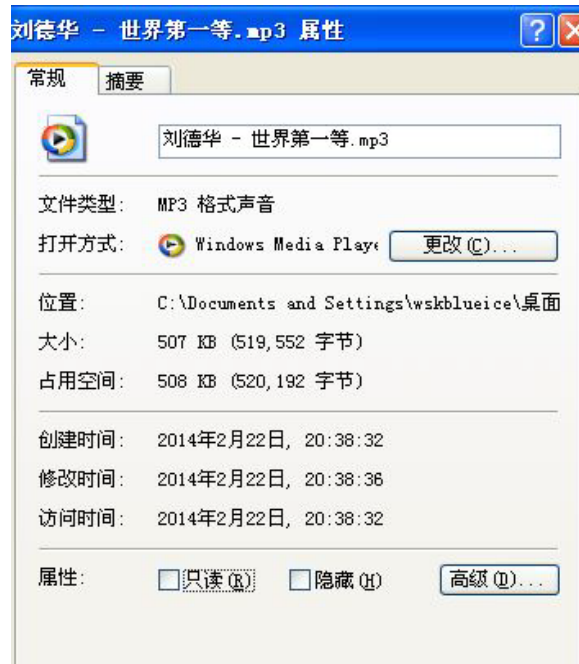 刘德华 - 世界第一等.mp3 属性
常规 摘要
刘德华 - 世界第一等.mp3
文件类型: MP3 格式声音
打开方式: Windows Media Playe 更改(C)...
位置: C:\Documents and Settings\wskblueice\桌面
大小: 507 KB (519,552 字节)
占用空间: 508 KB (520,192 字节)
创建时间: 2014年2月22日, 20:38:32
修改时间: 2014年2月22日, 20:38:36
访问时间: 2014年2月22日, 20:38:32
属性: 只读(R) 隐藏(H) 高级(D)...